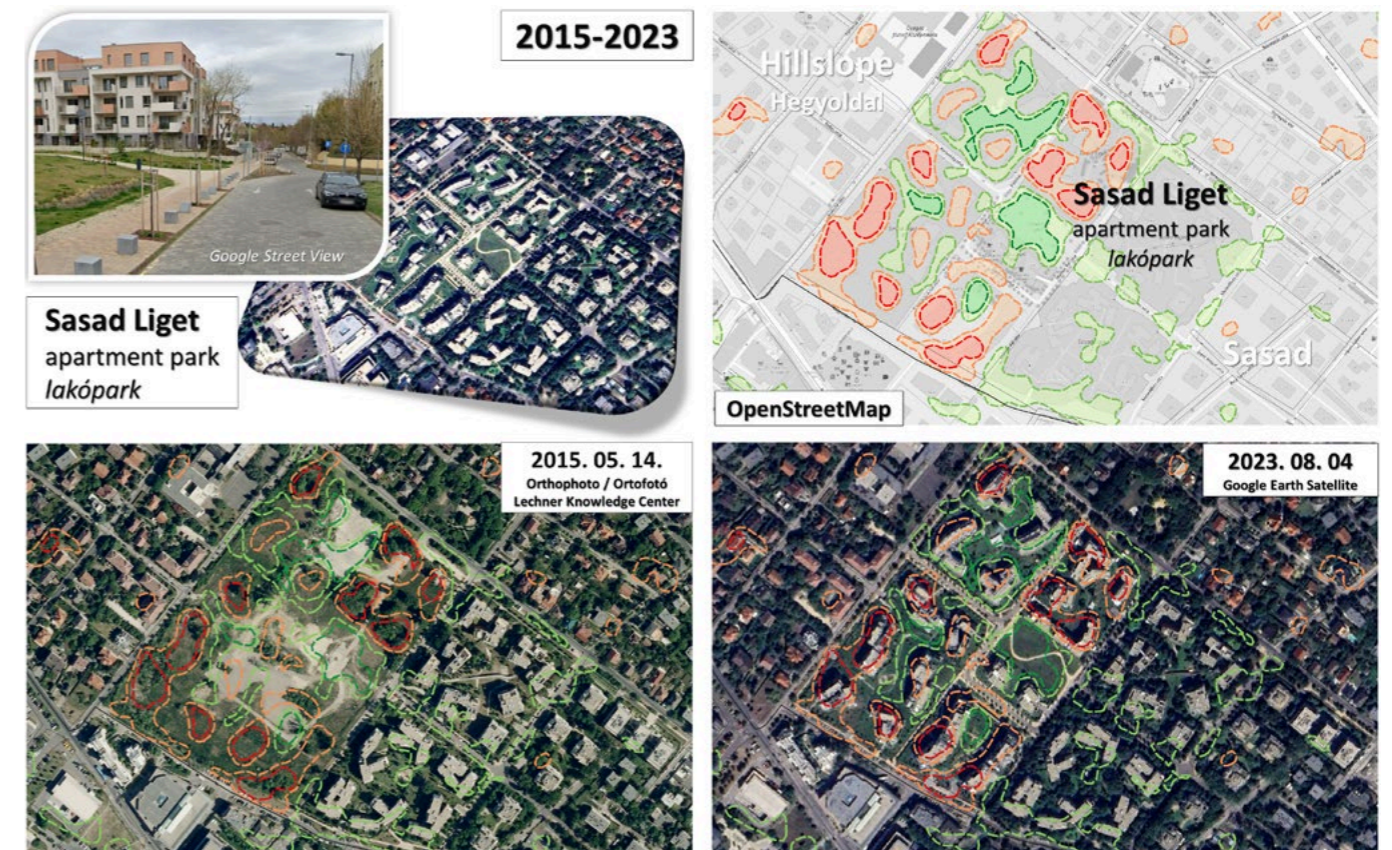 2015-2023
Google Street View
Sasad Liget
apartment park
lakópark
Hillslope
Hegyoldal
Sasad Liget
apartment park
lakópark
Sasad
OpenStreetMap
2015. 05. 14.
Orthophoto / Ortofotó
Lechner Knowledge Center
2023. 08. 04
Google Earth Satellite